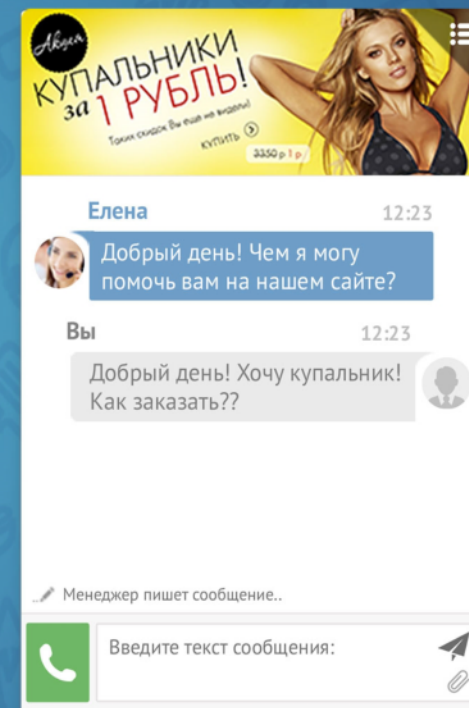 Акция
КУПАЛЬНИКИ
за 1 РУБЛЬ!
Таких скидок Вы еще не видели!
КУПИТЬ
3350 р 1 р
Елена 12:23
Добрый день! Чем я могу
помочь вам на нашем сайте?
Вы 12:23
Добрый день! Хочу купальник!
Как заказать??
Менеджер пишет сообщение..
Введите текст сообщения: